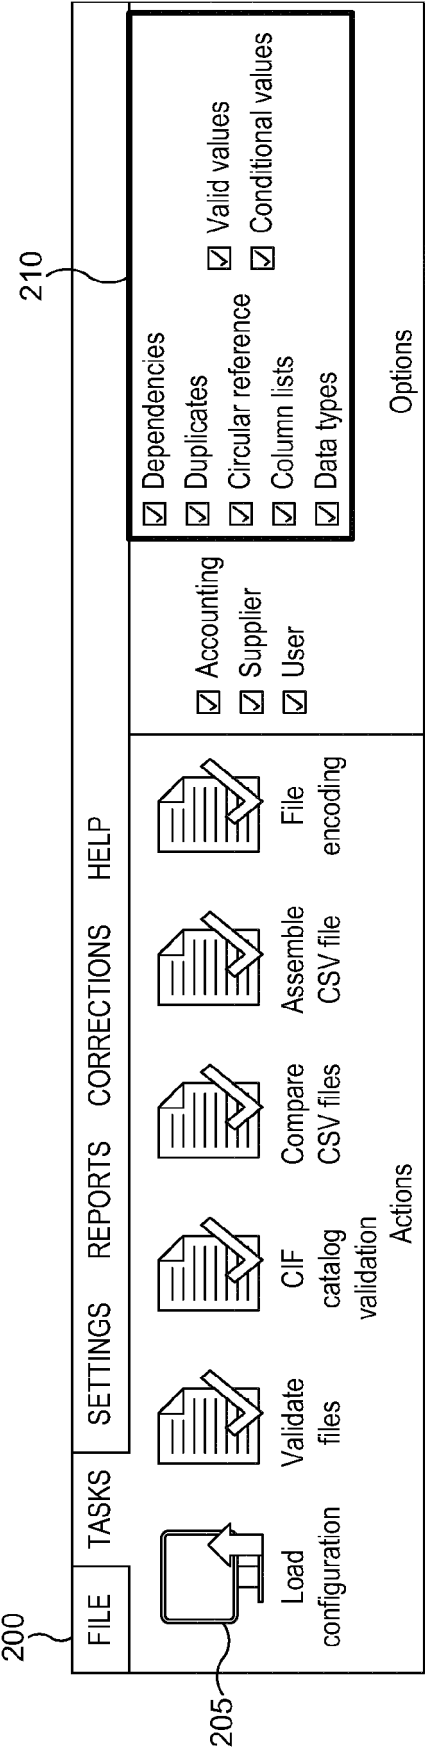 200
FILE TASKS SETTINGS REPORTS CORRECTIONS HELP
210
205
Load
configuration
Validate
files
CIF
catalog
validation
Compare
CSV files
Assemble
CSV file
File
encoding
Actions
Accounting
Supplier
User
Dependencies
Duplicates
Circular reference
Column lists
Data types
Valid values
Conditional values
Options